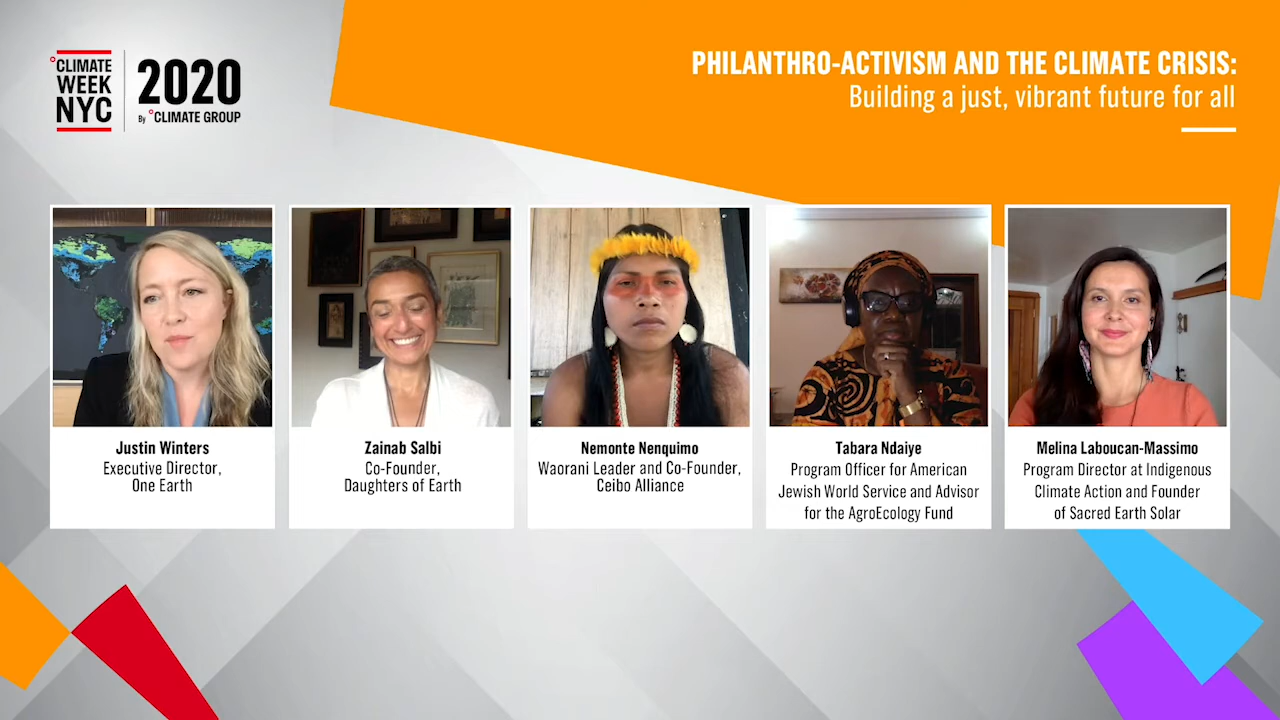 °CLIMATE
WEEK
NYC
2020
By °CLIMATE GROUP
PHILANTHRO-ACTIVISM AND THE CLIMATE CRISIS:
Building a just, vibrant future for all
Justin Winters
Executive Director,
One Earth
Zainab Salbi
Co-Founder,
Daughters of Earth
Nemonte Nenquimo
Waorani Leader and Co-Founder,
Ceibo Alliance
Tabara Ndaiye
Program Officer for American
Jewish World Service and Advisor
for the AgroEcology Fund
Melina Laboucan-Massimo
Program Director at Indigenous
Climate Action and Founder
of Sacred Earth Solar